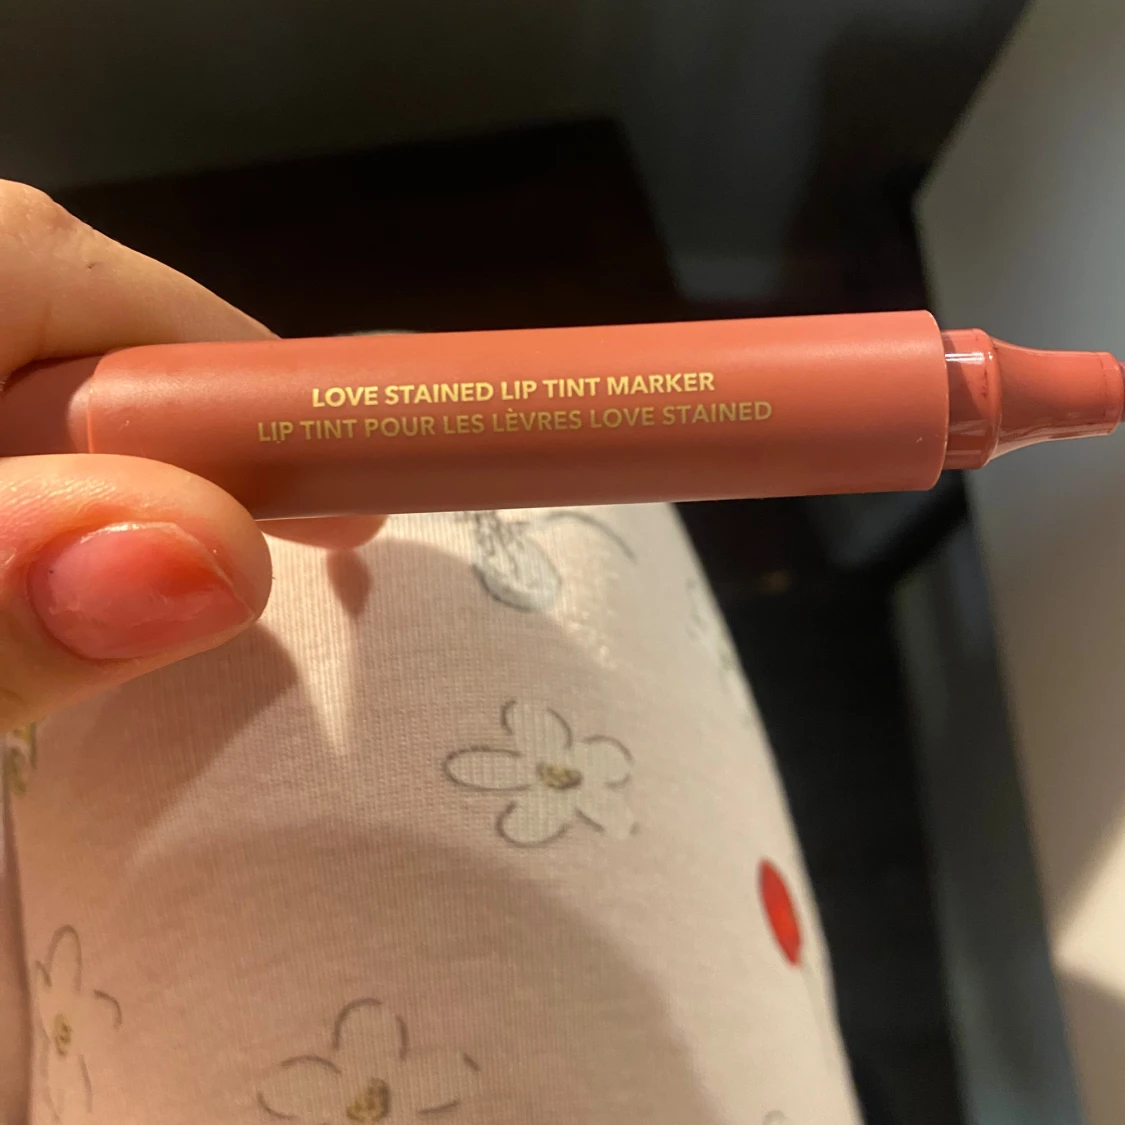 LOVE STAINED LIP TINT MARKER
LIP TINT POUR LES LÈVRES LOVE STAINED